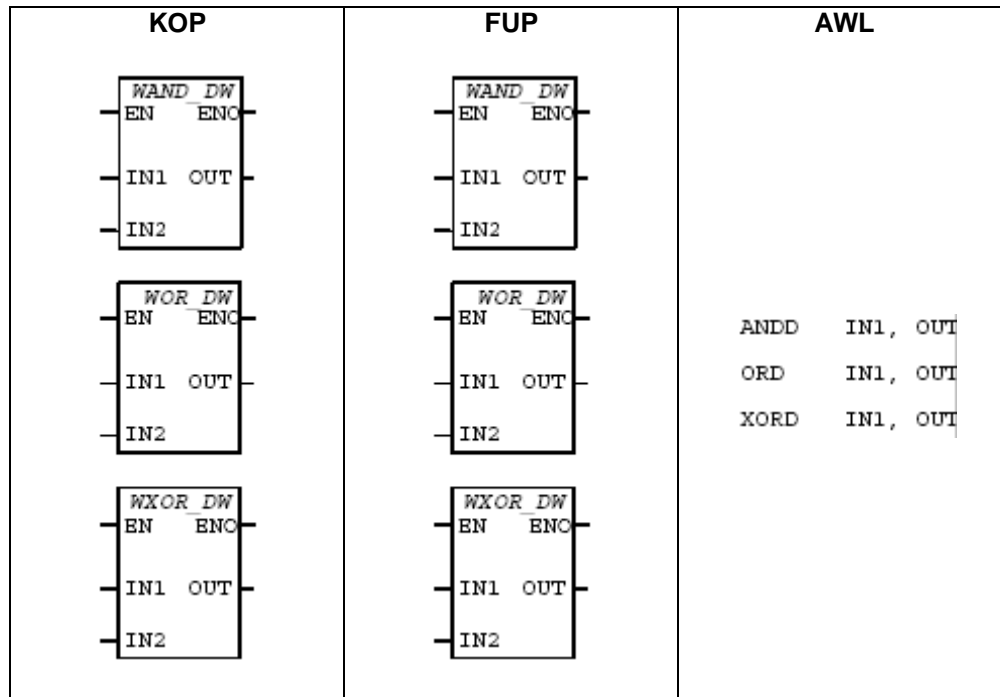 KOP FUP AWL
WAND_DW
EN ENO
IN1 OUT
IN2
WOR_DW
EN ENO
IN1 OUT
IN2
WXOR_DW
EN ENO
IN1 OUT
IN2
WAND_DW
EN ENO
IN1 OUT
IN2
WOR_DW
EN ENO
IN1 OUT
IN2
WXOR_DW
EN ENO
IN1 OUT
IN2
ANDD IN1, OUT
ORD IN1, OUT
XORD IN1, OUT